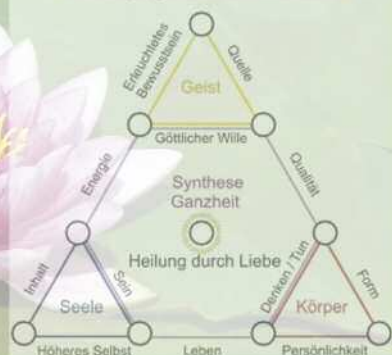 Erleuchtetes
Bewusstsein
Quelle
Geist
Göttlicher Wille
Energie
Qualität
Synthese
Ganzheit
Heilung durch Liebe
Inhalt
Sein
Seele
Denken / Tun
Form
Körper
Höheres Selbst
Leben
Persönlichkeit